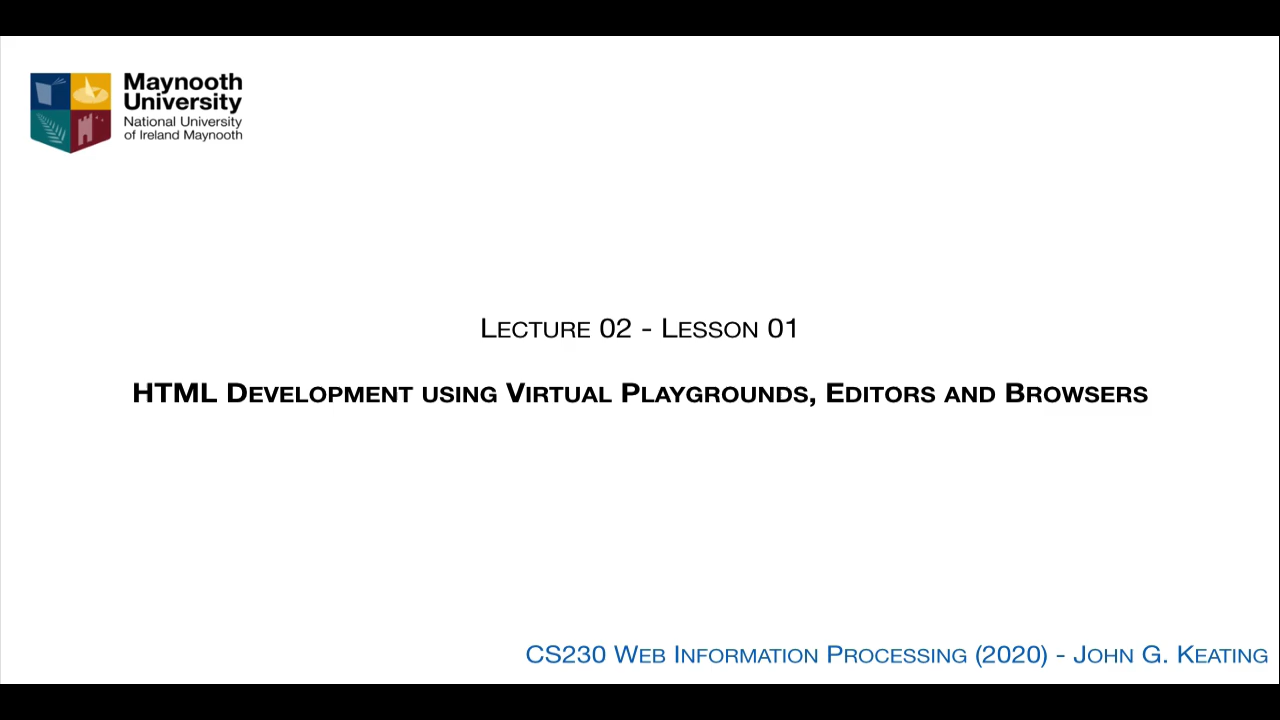 Maynooth
University
National University
of Ireland Maynooth
Lecture 02 - Lesson 01
HTML Development using Virtual Playgrounds, Editors and Browsers
CS230 Web Information Processing (2020) - John G. Keating